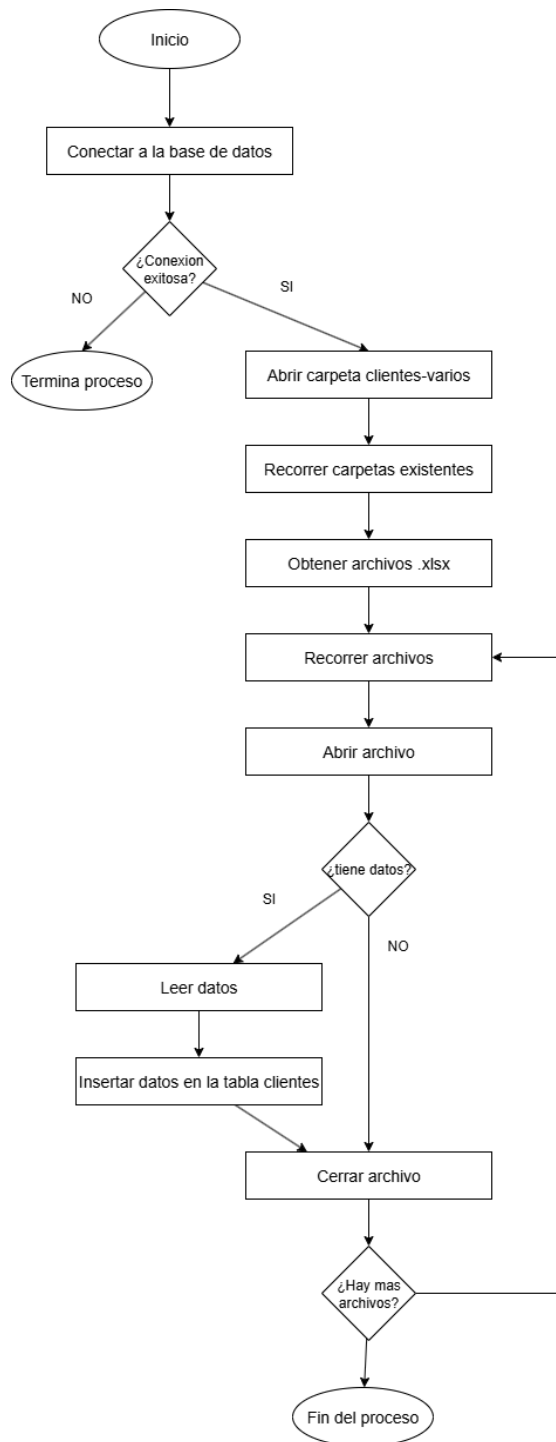 Inicio
Conectar a la base de datos
¿Conexion
exitosa?
NO
SI
Termina proceso
Abrir carpeta clientes-varios
Recorrer carpetas existentes
Obtener archivos .xlsx
Recorrer archivos
Abrir archivo
¿tiene datos?
SI
NO
Leer datos
Insertar datos en la tabla clientes
Cerrar archivo
¿Hay mas
archivos?
Fin del proceso